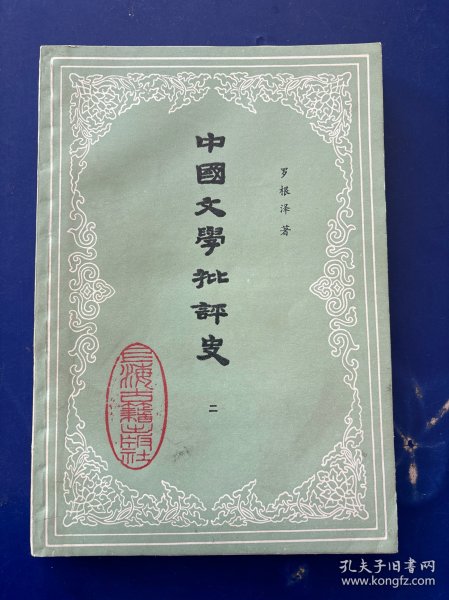 中國文學批評史
二
罗根泽 著
上海古籍出版社
孔夫子旧书网
www.kongfz.com